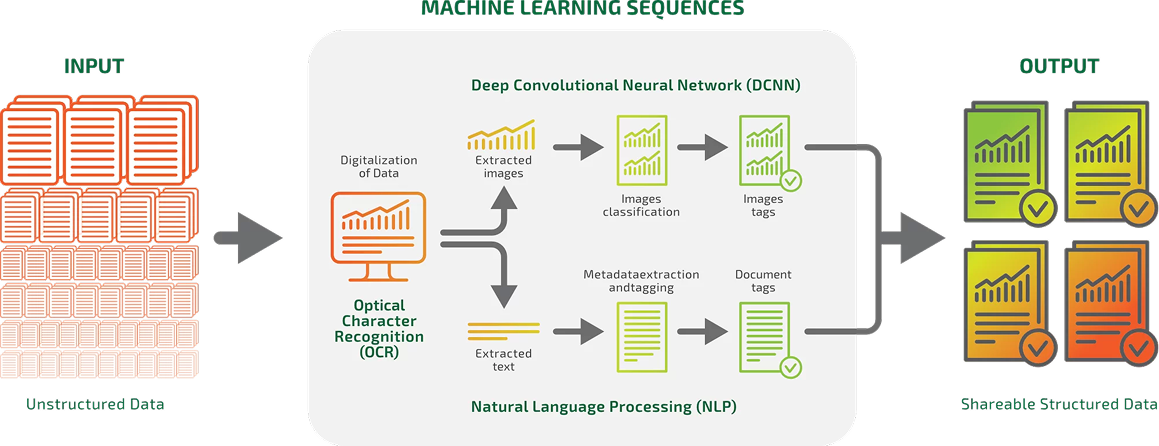 MACHINE LEARNING SEQUENCES
INPUT
Unstructured Data
Digitalization
of Data
Optical
Character
Recognition
(OCR)
Deep Convolutional Neural Network (DCNN)
Extracted
images
Images
classification
Images
tags
Metadataextraction
andtagging
Document
tags
Extracted
text
Natural Language Processing (NLP)
OUTPUT
Shareable Structured Data